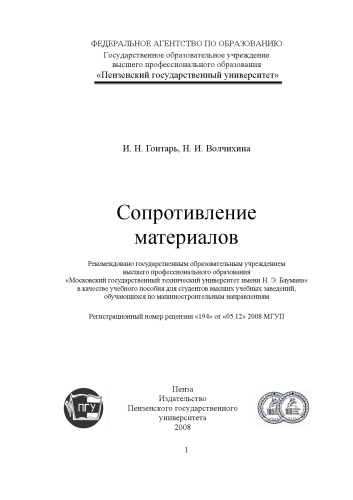 ФЕДЕРАЛЬНОЕ АГЕНТСТВО ПО ОБРАЗОВАНИЮ
Государственное образовательное учреждение
высшего профессионального образования
«Пензенский государственный университет»
И. Н. Гонтарь, Н. И. Волчихина
Сопротивление
материалов
Рекомендовано государственным образовательным учреждением
высшего профессионального образования
«Московский государственный технический университет имени Н. Э. Баумана»
в качестве учебного пособия для студентов высших учебных заведений,
обучающихся по машиностроительным направлениям
Регистрационный номер рецензии «194» от «05.12» 2008 МГУП
ПГУ
Пенза
Издательство
Пензенского государственного
университета
2008
1